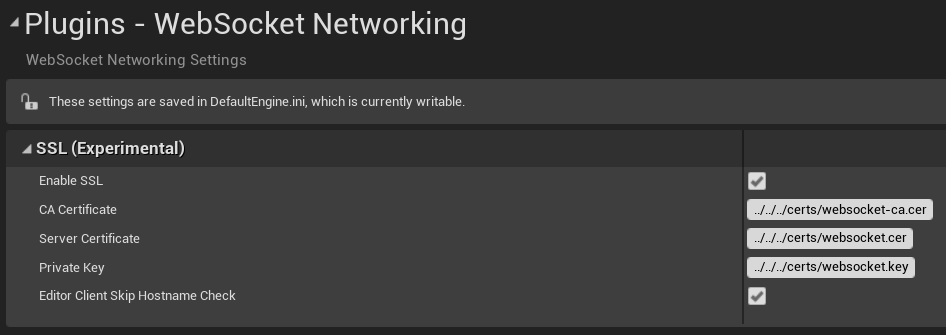 Plugins - WebSocket Networking
WebSocket Networking Settings
These settings are saved in DefaultEngine.ini, which is currently writable.
SSL (Experimental)
Enable SSL
CA Certificate ../../../certs/websocket-ca.cer
Server Certificate ../../../certs/websocket.cer
Private Key ../../../certs/websocket.key
Editor Client Skip Hostname Check